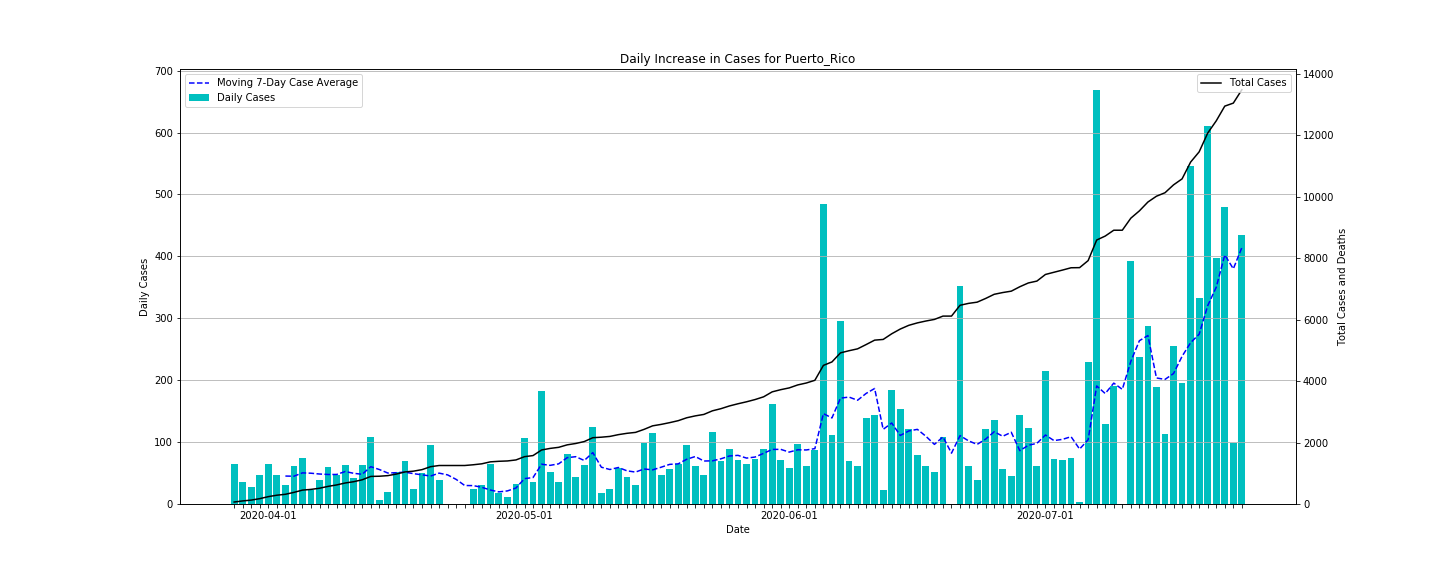 Daily Increase in Cases for Puerto_Rico
Moving 7-Day Case Average
Daily Cases
Total Cases
700
600
500
400
300
200
100
0
Daily Cases
14000
12000
10000
8000
6000
4000
2000
0
Total Cases and Deaths
2020-04-01
2020-05-01
2020-06-01
2020-07-01
Date